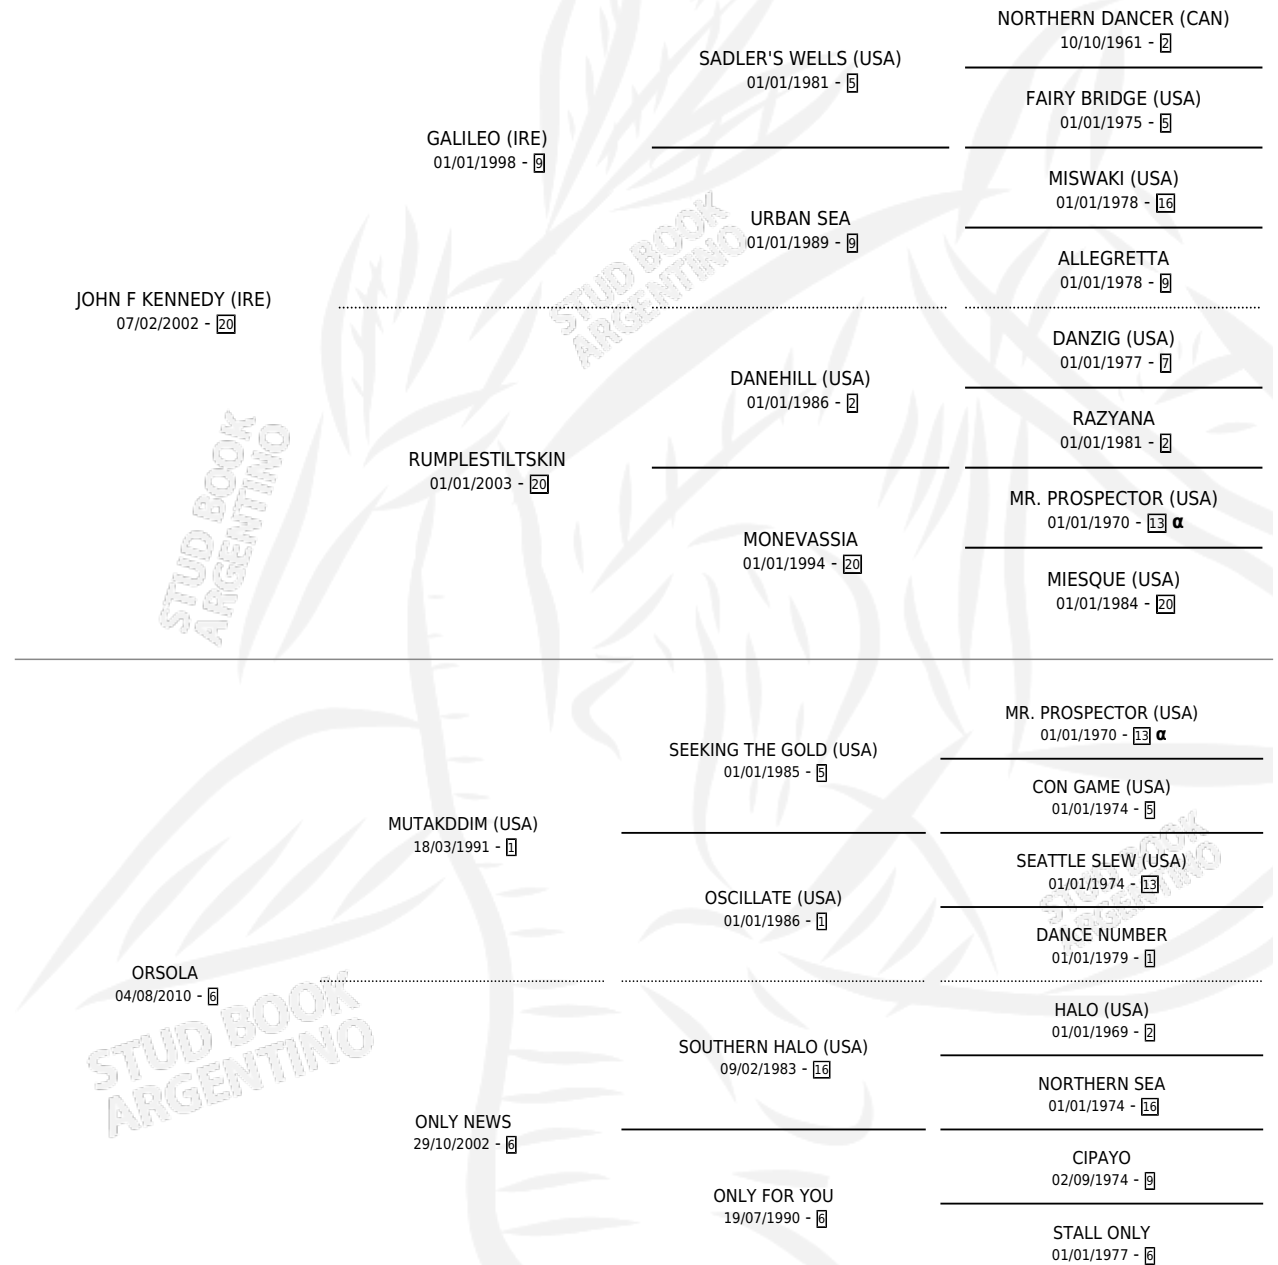 NORTHERN DANCER (CAN)
10/10/1961 - 2
SADLER'S WELLS (USA)
01/01/1981 - 5
FAIRY BRIDGE (USA)
01/01/1975 - 5
GALILEO (IRE)
01/01/1998 - 9
MISWAKI (USA)
01/01/1978 - 16
URBAN SEA
01/01/1989 - 9
ALLEGRETTA
01/01/1978 - 9
JOHN F KENNEDY (IRE)
07/02/2002 - 20
DANZIG (USA)
01/01/1977 - 7
DANEHILL (USA)
01/01/1986 - 2
RAZYANA
01/01/1981 - 2
RUMPLESTILTSKIN
01/01/2003 - 20
MR. PROSPECTOR (USA)
01/01/1970 - 13 α
MONEVASSIA
01/01/1994 - 20
MIESQUE (USA)
01/01/1984 - 20
MR. PROSPECTOR (USA)
01/01/1970 - 13 α
SEEKING THE GOLD (USA)
01/01/1985 - 5
CON GAME (USA)
01/01/1974 - 5
MUTAKDDIM (USA)
18/03/1991 - 1
SEATTLE SLEW (USA)
01/01/1974 - 13
OSCILLATE (USA)
01/01/1986 - 1
DANCE NUMBER
01/01/1979 - 1
ORSOLA
04/08/2010 - 6
HALO (USA)
01/01/1969 - 2
SOUTHERN HALO (USA)
09/02/1983 - 16
NORTHERN SEA
01/01/1974 - 16
ONLY NEWS
29/10/2002 - 6
CIPAYO
02/09/1974 - 9
ONLY FOR YOU
19/07/1990 - 6
STALL ONLY
01/01/1977 - 6
STUD BOOK
ARGENTINO
STUD BOOK
ARGENTINO
STUD BOOK
ARGENTINO
STUD BOOK
ARGENTINO